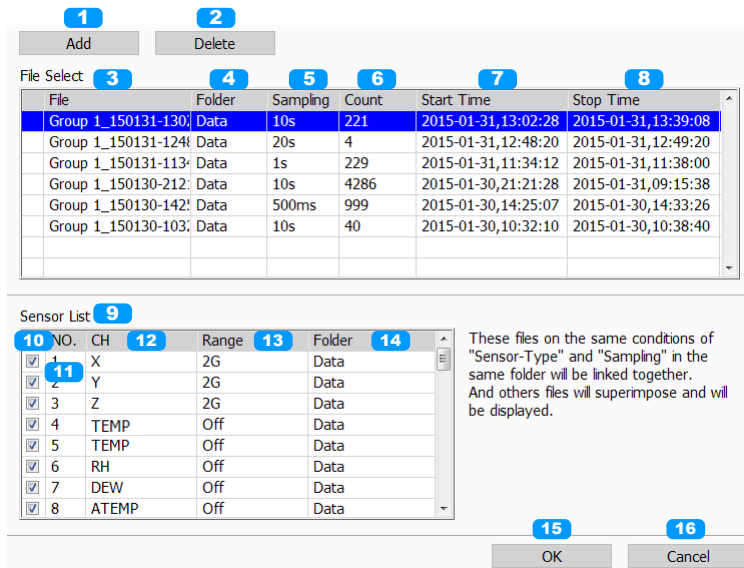 1 2
Add Delete
File Select 3 4 5 6 7 8
File Folder Sampling Count Start Time Stop Time
Group 1_150131-130 Data 10s 221 2015-01-31,13:02:28 2015-01-31,13:39:08
Group 1_150131-124 Data 20s 4 2015-01-31,12:48:20 2015-01-31,12:49:20
Group 1_150131-113 Data 1s 229 2015-01-31,11:34:12 2015-01-31,11:38:00
Group 1_150130-212 Data 10s 4286 2015-01-30,21:21:28 2015-01-31,09:15:38
Group 1_150130-142 Data 500ms 999 2015-01-30,14:25:07 2015-01-30,14:33:26
Group 1_150130-103 Data 10s 40 2015-01-30,10:32:10 2015-01-30,10:38:40
Sensor List 9
10 NO. CH 12 Range 13 Folder 14
1 X 2G Data
11
2 Y 2G Data
3 Z 2G Data
4 TEMP Off Data
5 TEMP Off Data
6 RH Off Data
7 DEW Off Data
8 ATEMP Off Data
These files on the same conditions of
"Sensor-Type" and "Sampling" in the
same folder will be linked together.
And others files will superimpose and will
be displayed.
15 16
OK Cancel